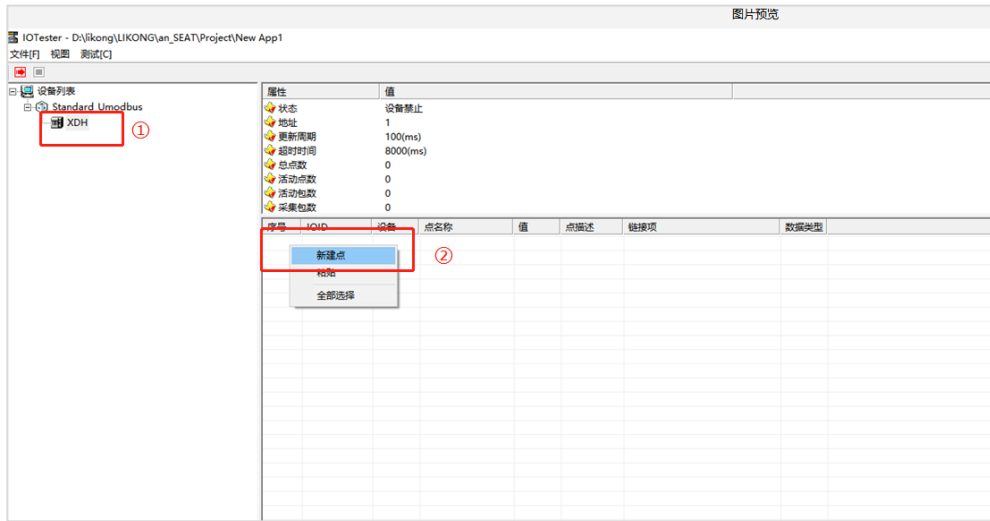 图片预览
IOTester - D:\likong\LIKONG\an_SEAT\Project\New App1
文件[F] 视图 测试[C]
设备列表
Standard Umodbus
XDH
①
属性 值
状态 设备禁止
地址 1
更新周期 100(ms)
超时时间 8000(ms)
总点数 0
活动点数 0
活动包数 0
采集包数 0
序号 IOID 设备 点名称 值 点描述 链接项 数据类型
新建点
②
粘贴
全部选择